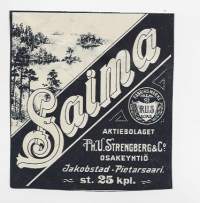 Saima
AKTIEBOLAGET
PH. U. STRENGBERG & Co
OSAKEYHTIÖ
Jakobstad - Pietarsaari.
st. 25 kpl.